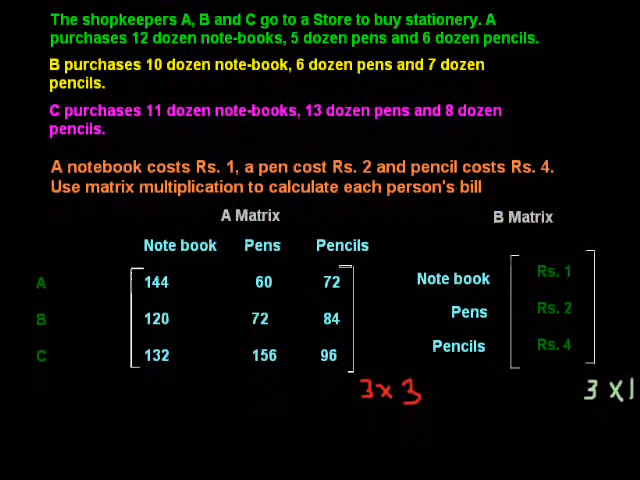 The shopkeepers A, B and C go to a Store to buy stationery. A
purchases 12 dozen note-books, 5 dozen pens and 6 dozen pencils.
B purchases 10 dozen note-book, 6 dozen pens and 7 dozen
pencils.
C purchases 11 dozen note-books, 13 dozen pens and 8 dozen
pencils.
A notebook costs Rs. 1, a pen cost Rs. 2 and pencil costs Rs. 4.
Use matrix multiplication to calculate each person's bill
A Matrix B Matrix
Note book Pens Pencils
A 144 60 72 Note book Rs. 1
B 120 72 84 Pens Rs. 2
C 132 156 96 Pencils Rs. 4
3 x 3 3 x 1